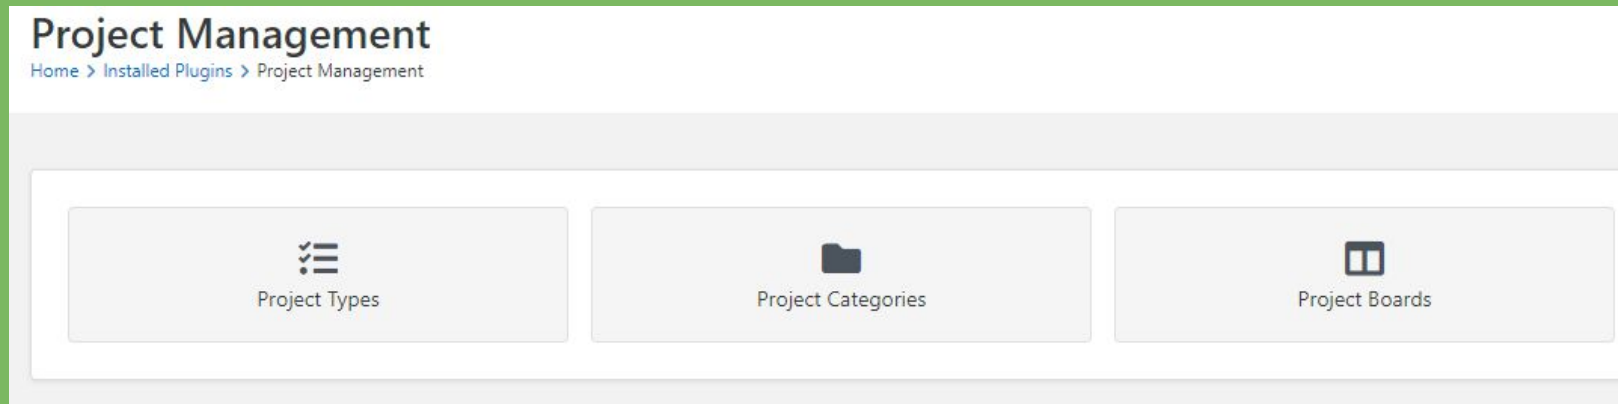 Project Management
Home > Installed Plugins > Project Management
Project Types
Project Categories
Project Boards